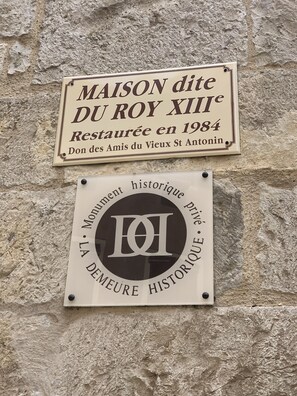 MAISON dite
DU ROY XIIIe
Restaurée en 1984
Don des Amis du Vieux St Antonin
• Monument historique privé •
DH
LA DEMEURE HISTORIQUE